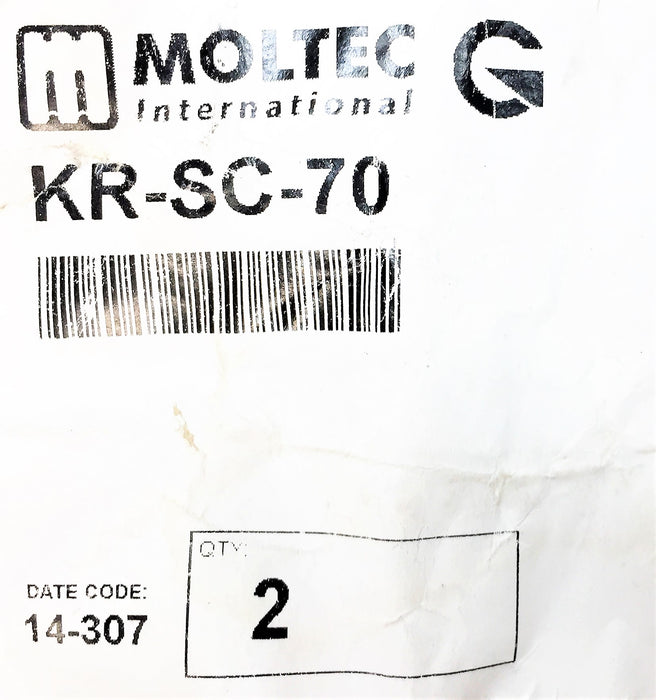 MOLTEC
International
KR-SC-70
QTY:
2
DATE CODE:
14-307